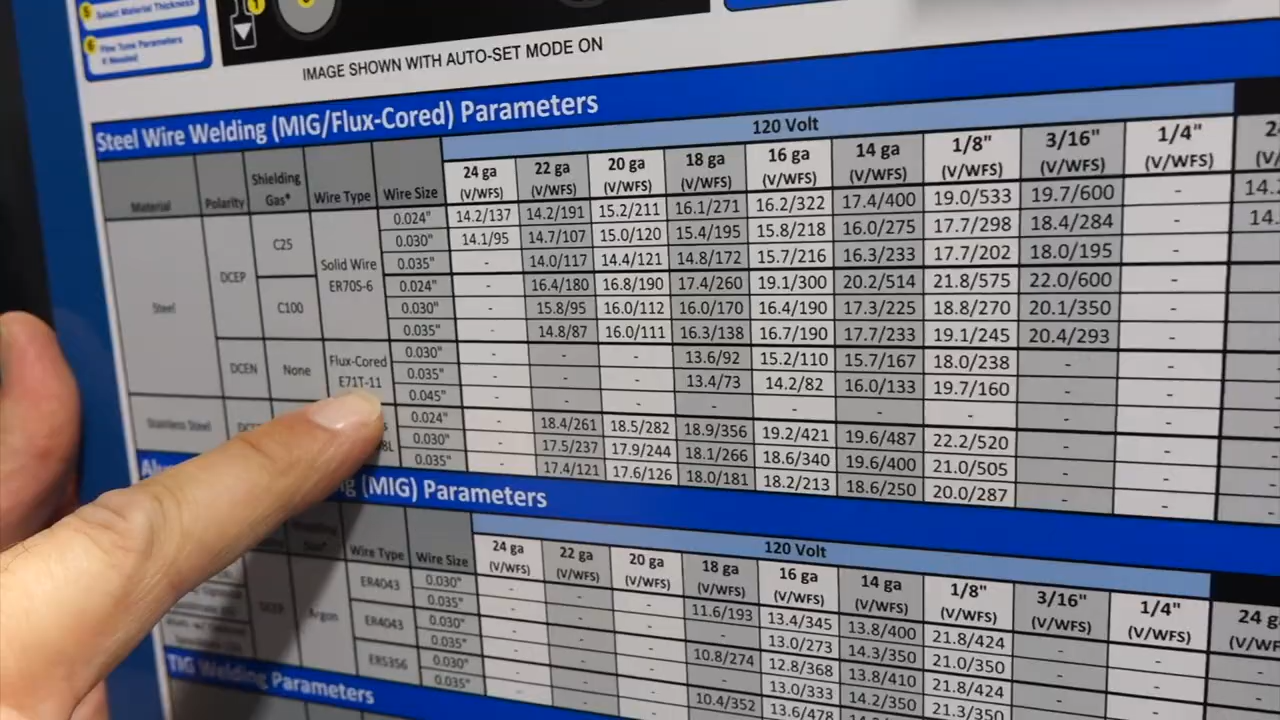 5 Select Material Thickness
6 Fine Tune Parameters
If Needed
1
IMAGE SHOWN WITH AUTO-SET MODE ON
Steel Wire Welding (MIG/Flux-Cored) Parameters
120 Volt
Material Polarity Shielding Gas* Wire Type Wire Size 24 ga (V/WFS) 22 ga (V/WFS) 20 ga (V/WFS) 18 ga (V/WFS) 16 ga (V/WFS) 14 ga (V/WFS) 1/8" (V/WFS) 3/16" (V/WFS) 1/4" (V/WFS)
Steel DCEP C25 Solid Wire ER70S-6 0.024" 14.2/137 14.2/191 15.2/211 16.1/271 16.2/322 17.4/400 19.0/533 19.7/600 - 14.
0.030" 14.1/95 14.7/107 15.0/120 15.4/195 15.8/218 16.0/275 17.7/298 18.4/284 - 14.
0.035" - 14.0/117 14.4/121 14.8/172 15.7/216 16.3/233 17.7/202 18.0/195 -
C100 0.024" - 16.4/180 16.8/190 17.4/260 19.1/300 20.2/514 21.8/575 22.0/600 -
0.030" - 15.8/95 16.0/112 16.0/170 16.4/190 17.3/225 18.8/270 20.1/350 -
0.035" - 14.8/87 16.0/111 16.3/138 16.7/190 17.7/233 19.1/245 20.4/293 -
DCEN None Flux-Cored E71T-11 0.030" - - - 13.6/92 15.2/110 15.7/167 18.0/238 - -
0.035" - - - 13.4/73 14.2/82 16.0/133 19.7/160 - -
0.045" - - - - - - - - -
Stainless Steel 0.024" - 18.4/261 18.5/282 18.9/356 19.2/421 19.6/487 22.2/520 - -
8L 0.030" - 17.5/237 17.9/244 18.1/266 18.6/340 19.6/400 21.0/505 - -
0.035" - 17.4/121 17.6/126 18.0/181 18.2/213 18.6/250 20.0/287 - -
(MIG) Parameters
120 Volt
Wire Type Wire Size 24 ga (V/WFS) 22 ga (V/WFS) 20 ga (V/WFS) 18 ga (V/WFS) 16 ga (V/WFS) 14 ga (V/WFS) 1/8" (V/WFS) 3/16" (V/WFS) 1/4" (V/WFS) 24 ga
Argon ER4043 0.030" - - - 11.6/193 13.4/345 13.8/400 21.8/424 - -
0.035" - - - - 13.0/273 14.3/350 21.0/350 - -
ER4043 0.030" - - - 10.8/274 12.8/368 13.8/410 21.8/424 - -
0.035" - - - - 13.0/333 14.2/350 21.3/350 - -
ER5356 0.030" - - - 10.4/352 13.6/478
0.035" - - -
TIG Welding Parameters